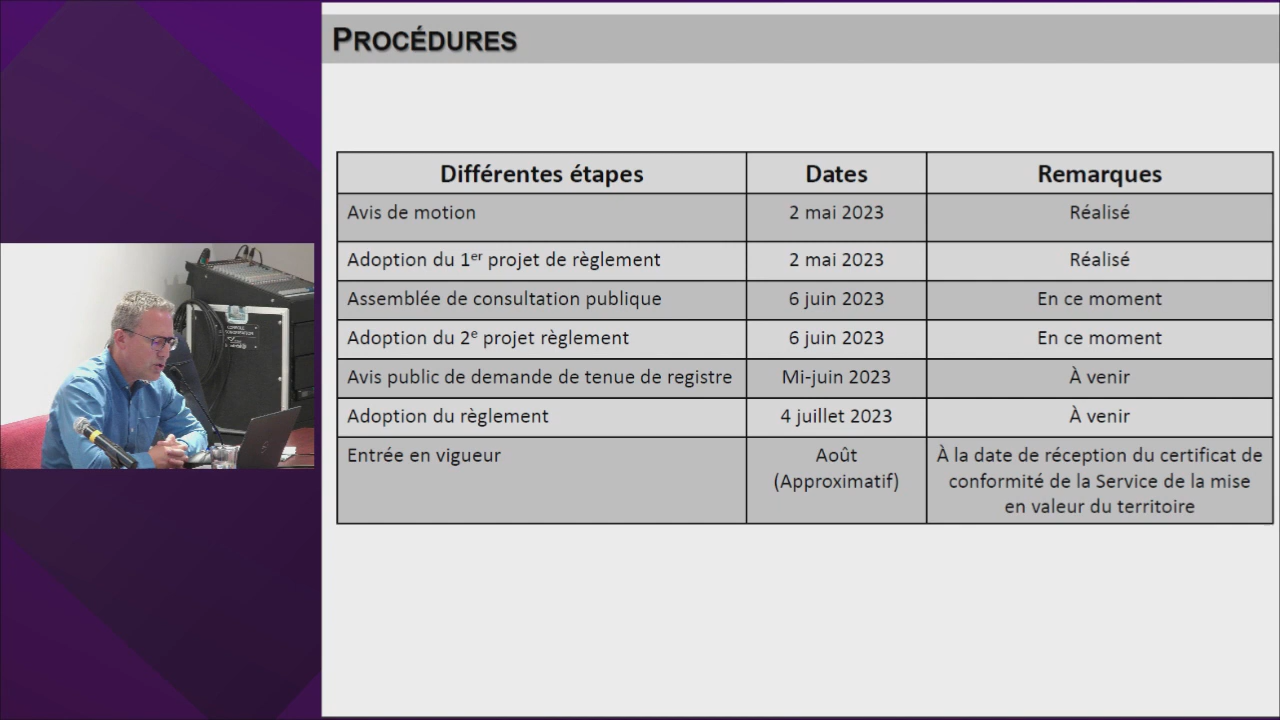 PROCÉDURES
Différentes étapes Dates Remarques
Avis de motion 2 mai 2023 Réalisé
Adoption du 1er projet de règlement 2 mai 2023 Réalisé
Assemblée de consultation publique 6 juin 2023 En ce moment
Adoption du 2e projet règlement 6 juin 2023 En ce moment
Avis public de demande de tenue de registre Mi-juin 2023 À venir
Adoption du règlement 4 juillet 2023 À venir
Entrée en vigueur Août À la date de réception du certificat de
(Approximatif) conformité de la Service de la mise
en valeur du territoire